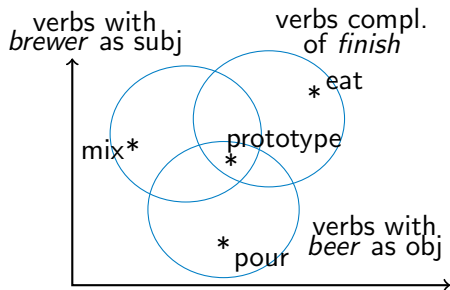 verbs with
brewer as subj
verbs compl.
of finish
eat
mix*
prototype
*
verbs with
beer as obj
*
pour